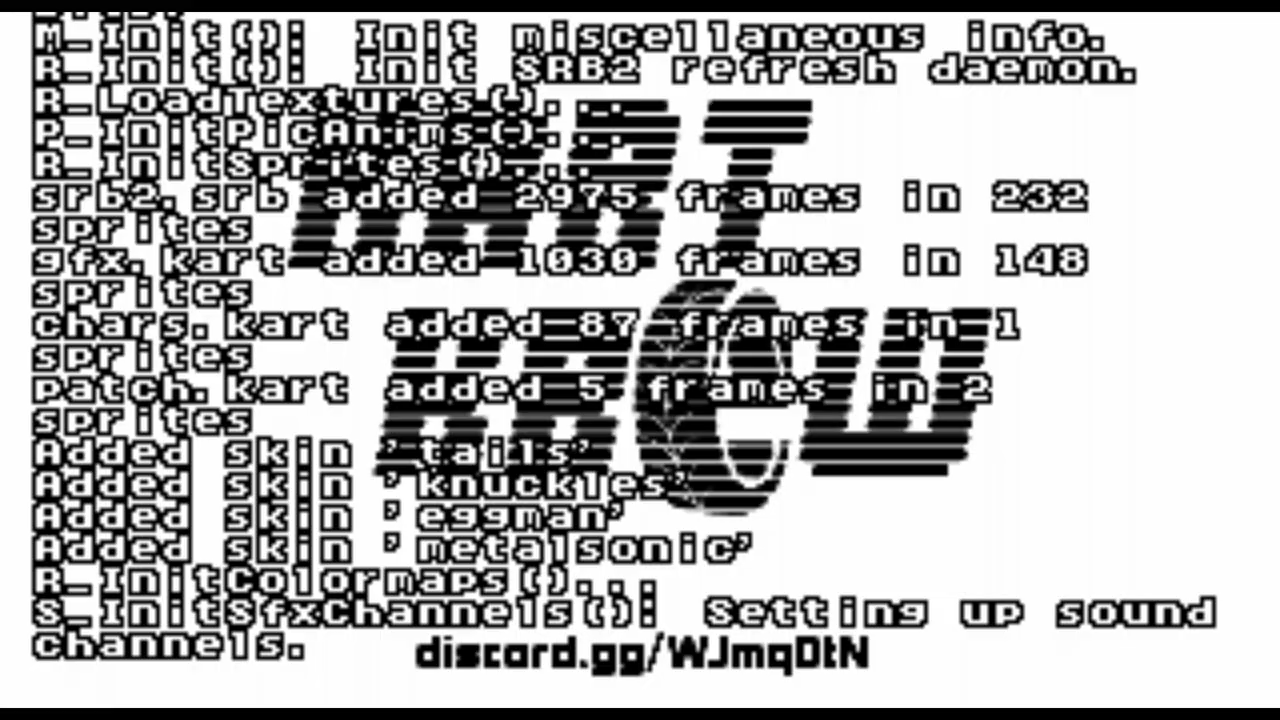 M_Init(): Init miscellaneous info.
R_Init(): Init SRB2 refresh daemon.
R_LoadTextures()...
P_InitPicAnims()...
R_InitSprites()...
srb2.srb added 2975 frames in 232
sprites
gfx.kart added 1030 frames in 148
sprites
chars.kart added 87 frames in 1
sprites
patch.kart added 5 frames in 2
sprites
Added skin 'tails'
Added skin 'knuckles'
Added skin 'eggman'
Added skin 'metalsonic'
R_InitColormaps()...
S_InitSfxChannels(): Setting up sound
channels.
KART
KREW
discord.gg/WJmqDtN